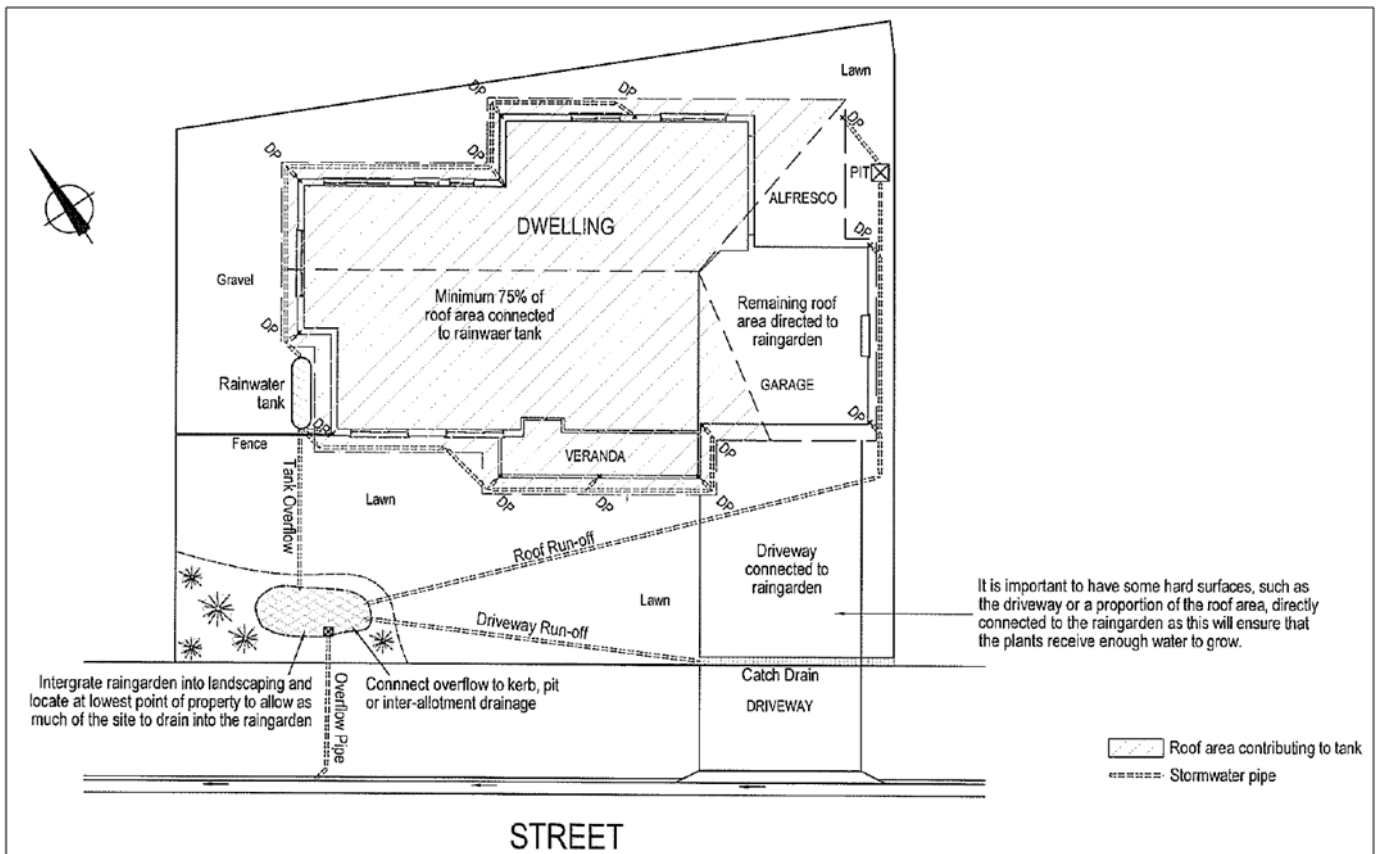 Lawn
DP
DP
DP
DP
DP
PIT
ALFRESCO
DWELLING
DP
Gravel
Minimum 75% of
roof area connected
to rainwaer tank
Remaining roof
area directed to
raingarden
DP
GARAGE
Rainwater
tank
DP
DP
Fence
VERANDA
DP
Tank Overflow
Lawn
DP
DP
DP
Roof Run-off
Driveway
connected to
raingarden
Lawn
Driveway Run-off
It is important to have some hard surfaces, such as
the driveway or a proportion of the roof area, directly
connected to the raingarden as this will ensure that
the plants receive enough water to grow.
Intergrate raingarden into landscaping and
locate at lowest point of property to allow as
much of the site to drain into the raingarden
Connnect overflow to kerb, pit
or inter-allotment drainage
Overflow Pipe
Catch Drain
DRIVEWAY
Roof area contributing to tank
Stormwater pipe
STREET